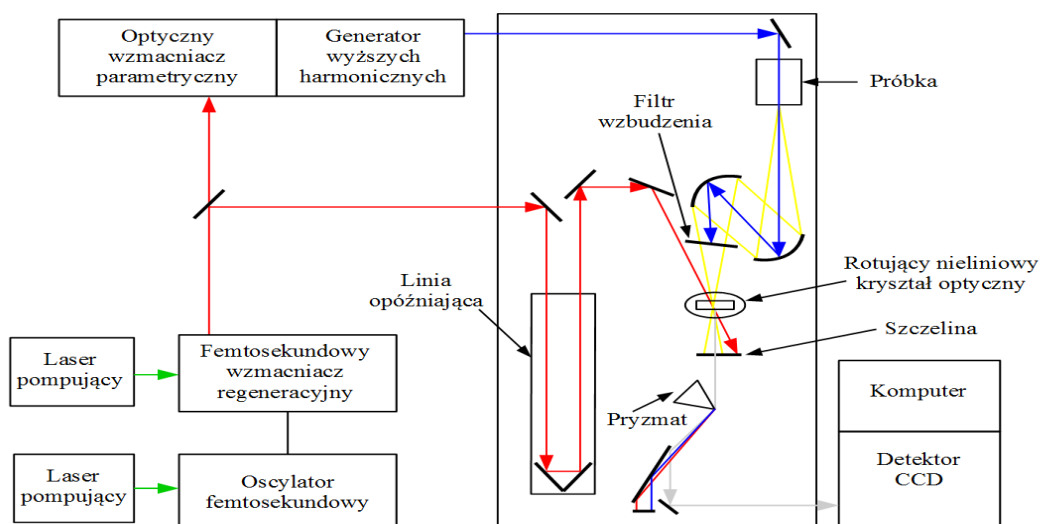 Optyczny
wzmacniacz
parametryczny
Generator
wyższych
harmonicznych
Próbka
Filtr
wzbudzenia
Linia
opóźniająca
Rotujący nieliniowy
kryształ optyczny
Szczelina
Laser
pompujący
Femtosekundowy
wzmacniacz
regeneracyjny
Pryzmat
Komputer
Laser
pompujący
Oscylator
femtosekundowy
Detektor
CCD